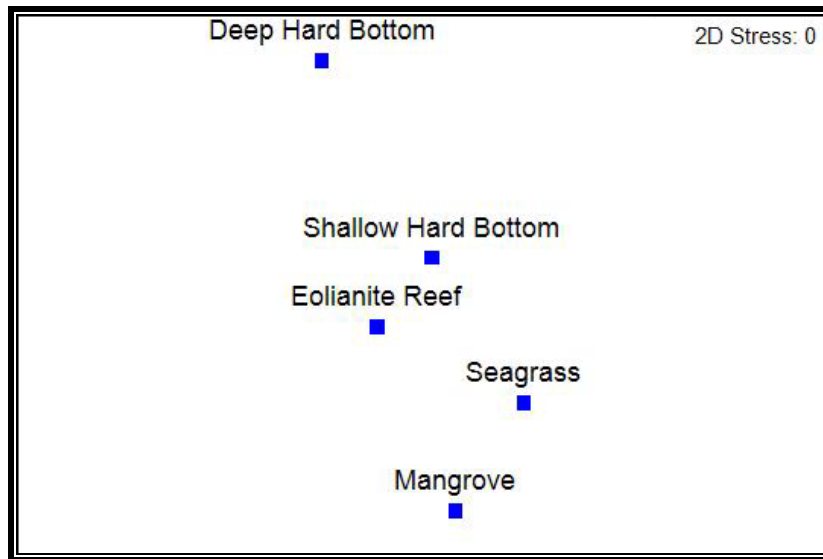 Deep Hard Bottom
2D Stress: 0
Shallow Hard Bottom
Eolianite Reef
Seagrass
Mangrove